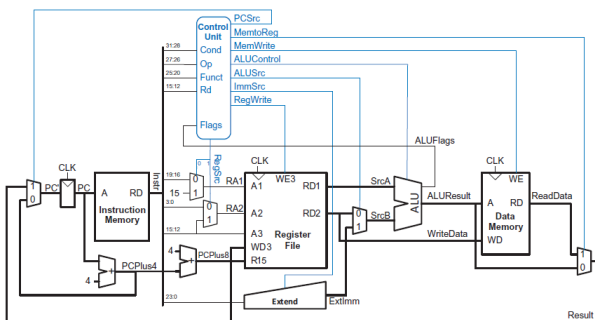 Control
Unit
PCSrc
MemtoReg
31:26
Cond
MemWrite
27:26
Op
ALUControl
25:20
Funct
ALUSrc
15:12
Rd
ImmSrc
RegWrite
Flags
ALUFlags
0
1
RegSrc
CLK
PC'
PC
1
0
A
RD
Instruction
Memory
Instr
19:16
15
0
1
RA1
3:0
0
1
RA2
15:12
CLK
WE3
A1
RD1
A2
RD2
A3
WD3
R15
Register
File
SrcA
0
1
SrcB
ALU
ALUResult
WriteData
CLK
WE
A
RD
Data
Memory
WD
ReadData
1
0
4
+
PCPlus4
4
+
PCPlus8
23:0
Extend
ExtImm
Result